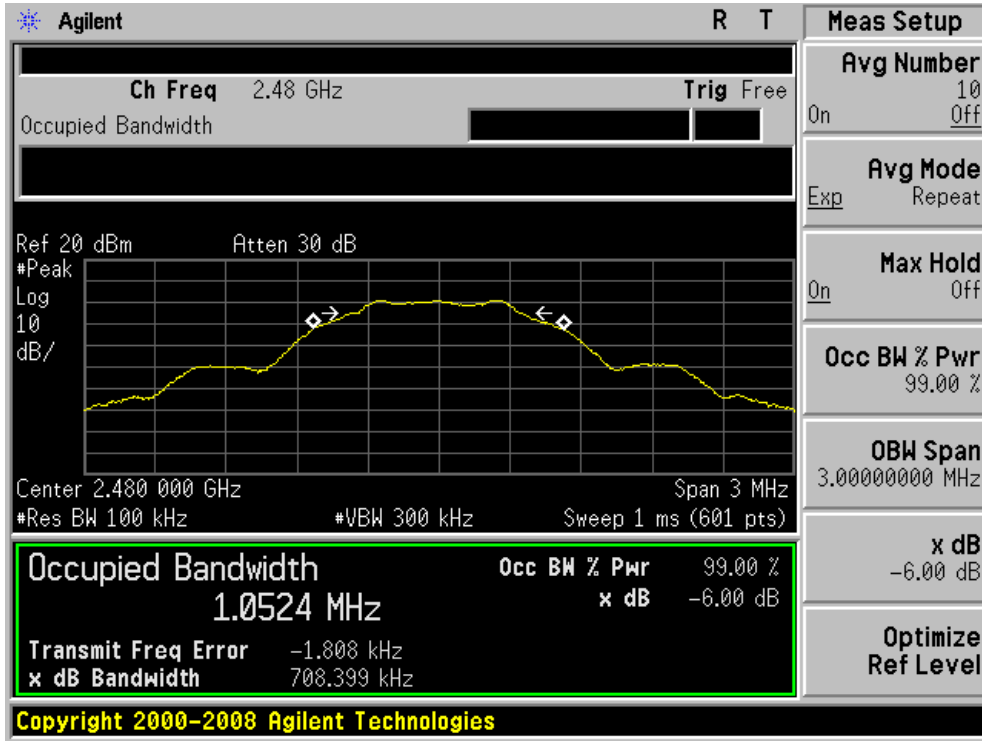 Agilent R T
Ch Freq 2.48 GHz Trig Free
Occupied Bandwidth
Ref 20 dBm Atten 30 dB
#Peak
Log
10
dB/
Center 2.480 000 GHz Span 3 MHz
#Res BW 100 kHz #VBW 300 kHz Sweep 1 ms (601 pts)
Occupied Bandwidth
1.0524 MHz
Occ BW % Pwr 99.00 %
x dB -6.00 dB
Transmit Freq Error -1.808 kHz
x dB Bandwidth 708.399 kHz
Copyright 2000-2008 Agilent Technologies
Meas Setup
Avg Number
10
On Off
Avg Mode
Exp Repeat
Max Hold
On Off
Occ BW % Pwr
99.00 %
OBW Span
3.00000000 MHz
x dB
-6.00 dB
Optimize
Ref Level